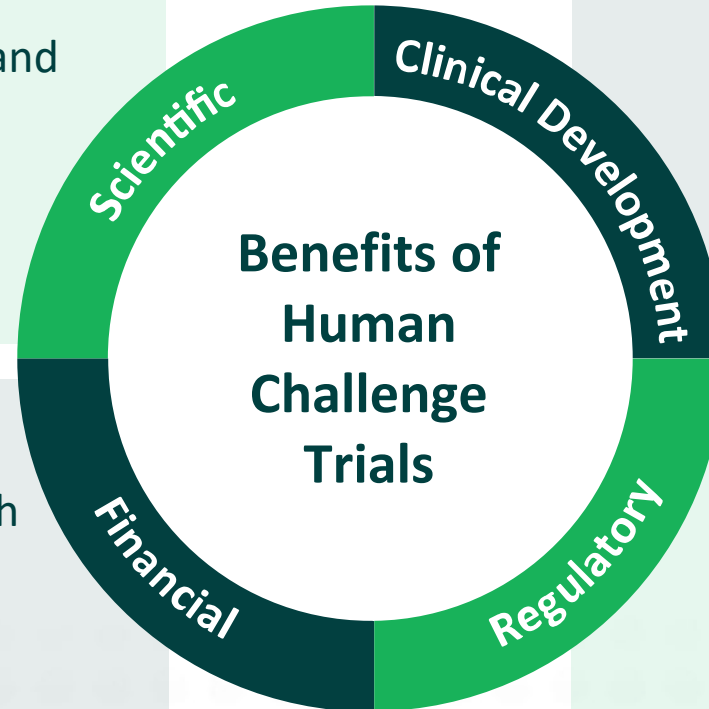 and
Scientific
Clinical Development
Benefits of
Human
Challenge
Trials
h
Financial
Regulatory